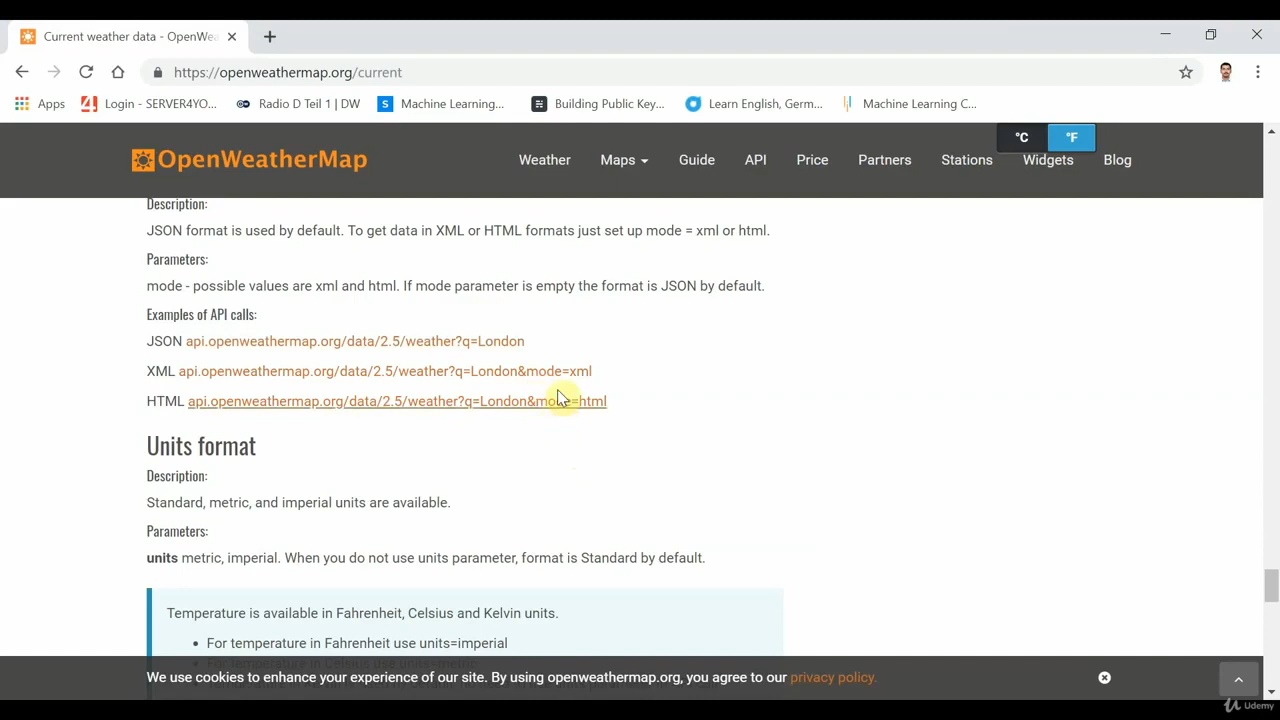 Current weather data - OpenWea
https://openweathermap.org/current
Apps
Login - SERVER4YO...
Radio D Teil 1 | DW
Machine Learning...
Building Public Key...
Learn English, Germ...
Machine Learning C...
°C
°F
OpenWeatherMap
Weather
Maps
Guide
API
Price
Partners
Stations
Widgets
Blog
Description:
JSON format is used by default. To get data in XML or HTML formats just set up mode = xml or html.
Parameters:
mode - possible values are xml and html. If mode parameter is empty the format is JSON by default.
Examples of API calls:
JSON api.openweathermap.org/data/2.5/weather?q=London
XML api.openweathermap.org/data/2.5/weather?q=London&mode=xml
HTML api.openweathermap.org/data/2.5/weather?q=London&mode=html
Units format
Description:
Standard, metric, and imperial units are available.
Parameters:
units metric, imperial. When you do not use units parameter, format is Standard by default.
Temperature is available in Fahrenheit, Celsius and Kelvin units.
• For temperature in Fahrenheit use units=imperial
• For temperature in Celsius use units=metric
We use cookies to enhance your experience of our site. By using openweathermap.org, you agree to our privacy policy.
Udemy